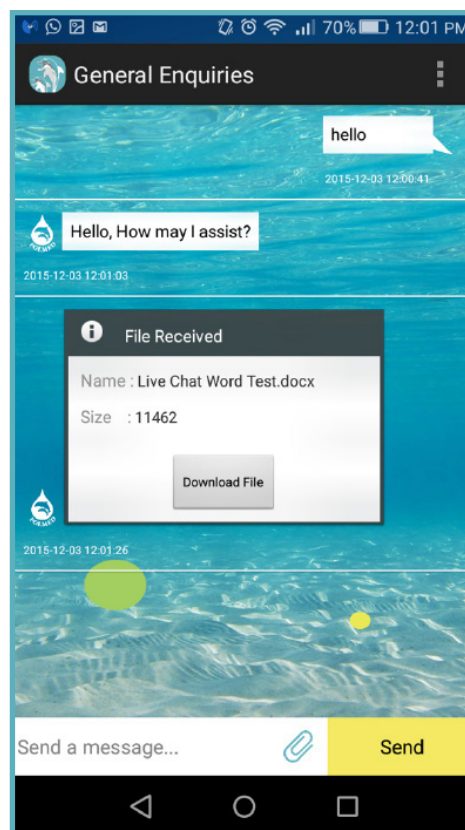 70% 12:01 PM
General Enquiries
hello
2015-12-03 12:00:41
Hello, How may I assist?
2015-12-03 12:01:03
File Received
Name : Live Chat Word Test.docx
Size : 11462
Download File
2015-12-03 12:01:26
Send a message...
Send